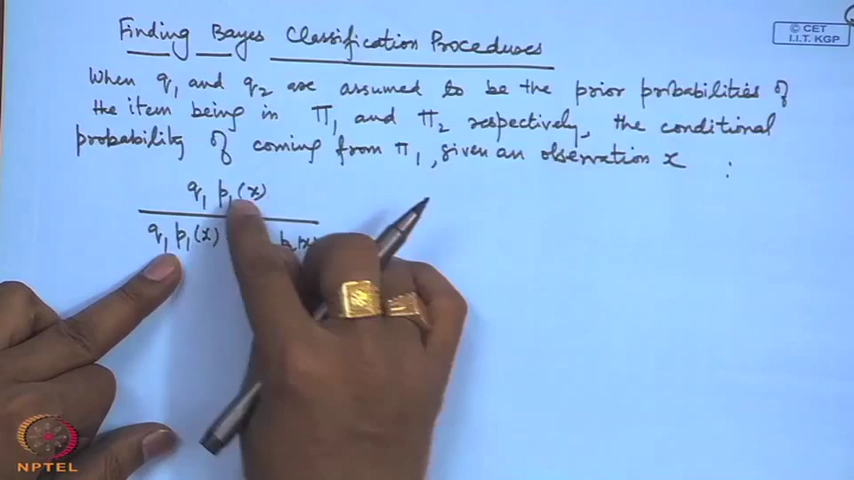 © CET
I.I.T. KGP
Finding Bayes Classification Procedures
When q₁ and q₂ are assumed to be the prior probabilities of
the item being in Π₁ and Π₂ respectively, the conditional
probability of coming from Π₁, given an observation x :
q₁ p₁(x)
q₁ p₁(x)
NPTEL